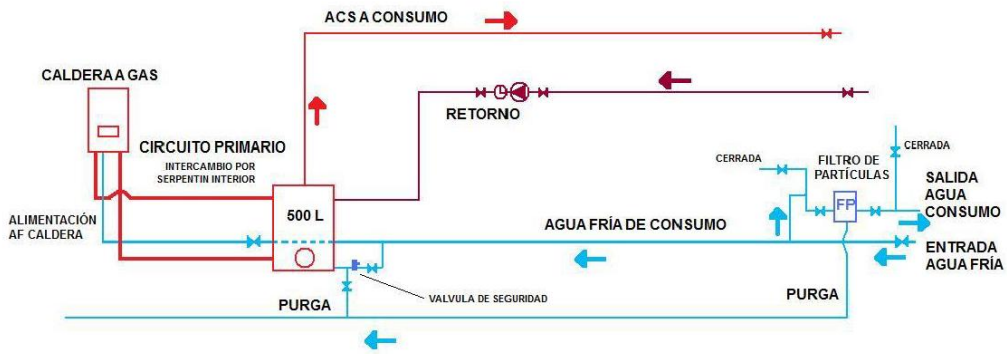 ACS A CONSUMO
CALDERA A GAS
RETORNO
CIRCUITO PRIMARIO
INTERCAMBIO POR
SERPENTIN INTERIOR
CERRADA
CERRADA
FILTRO DE
PARTÍCULAS
FP
SALIDA
AGUA
CONSUMO
500 L
ALIMENTACIÓN
AF CALDERA
AGUA FRÍA DE CONSUMO
ENTRADA
AGUA FRÍA
PURGA
VALVULA DE SEGURIDAD
PURGA